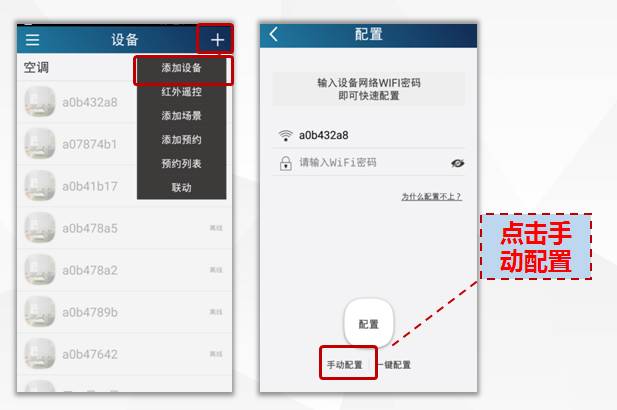 设备
+
空调
添加设备
红外遥控
添加场景
添加预约
预约列表
联动
a0b432a8
a07874b1
a0b41b17
a0b478a5
离线
a0b478a2
离线
a0b4789b
离线
a0b47642
离线
配置
输入设备网络WIFI密码
即可快速配置
a0b432a8
请输入WiFi密码
为什么配置不上？
配置
手动配置
一键配置
点击手
动配置